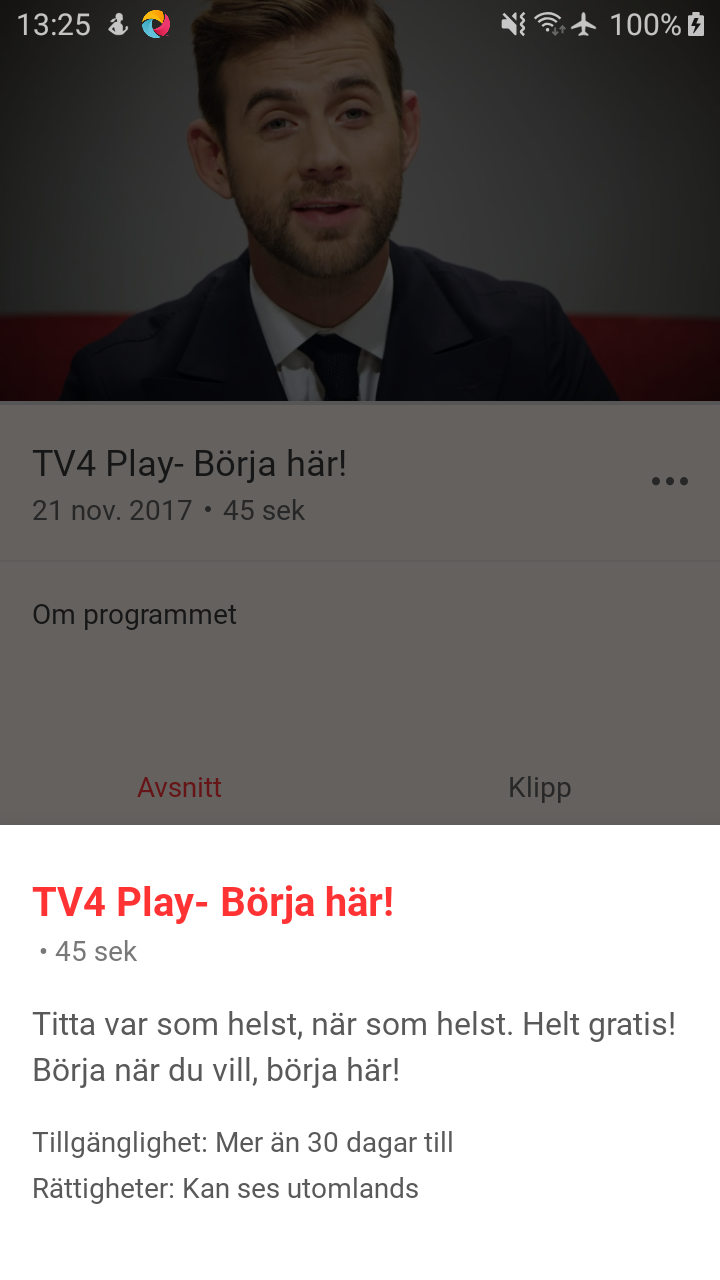 13:25
100%
TV4 Play- Börja här!
21 nov. 2017 • 45 sek
Om programmet
Avsnitt
Klipp
TV4 Play- Börja här!
• 45 sek
Titta var som helst, när som helst. Helt gratis!
Börja när du vill, börja här!
Tillgänglighet: Mer än 30 dagar till
Rättigheter: Kan ses utomlands